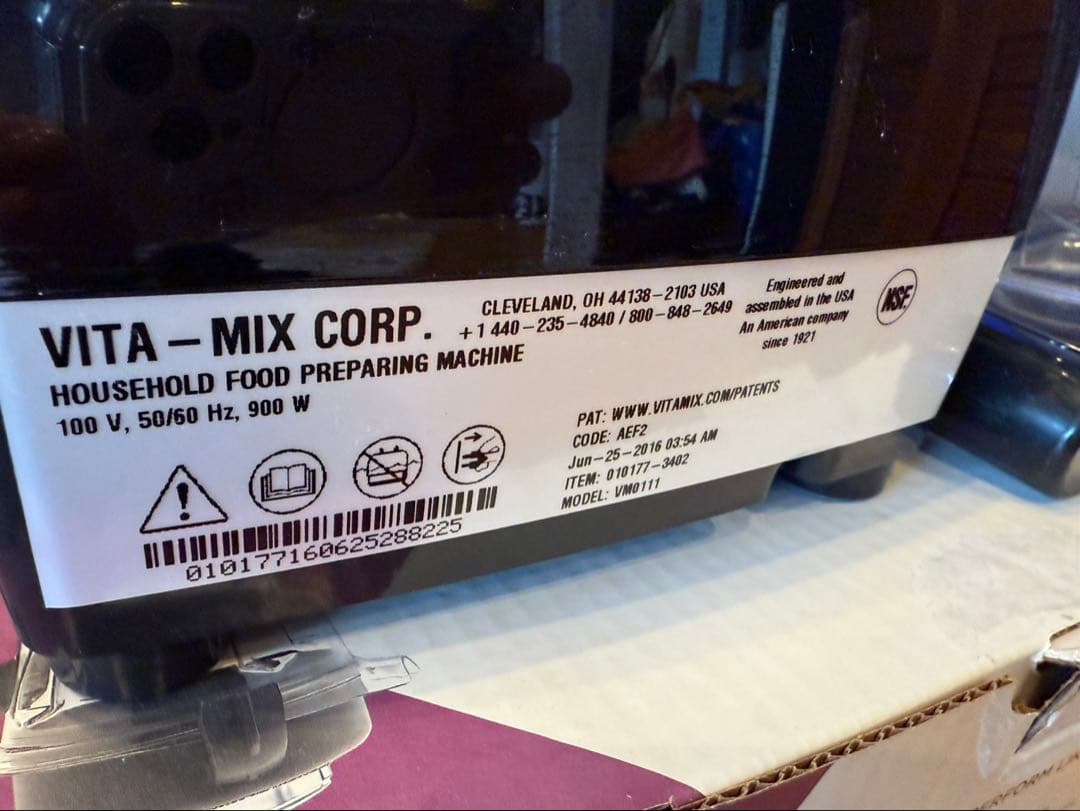 VITA – MIX CORP.
HOUSEHOLD FOOD PREPARING MACHINE
100 V, 50/60 Hz, 900 W
CLEVELAND, OH 44138–2103 USA
+1 440–235–4840 / 800–848–2649
Engineered and
assembled in the USA
An American company
since 1921
NSF
PAT: WWW.VITAMIX.COM/PATENTS
CODE: AEF2
Jun–25–2016 03:54 AM
ITEM: 010177–3402
MODEL: VM0111
010177160625288225